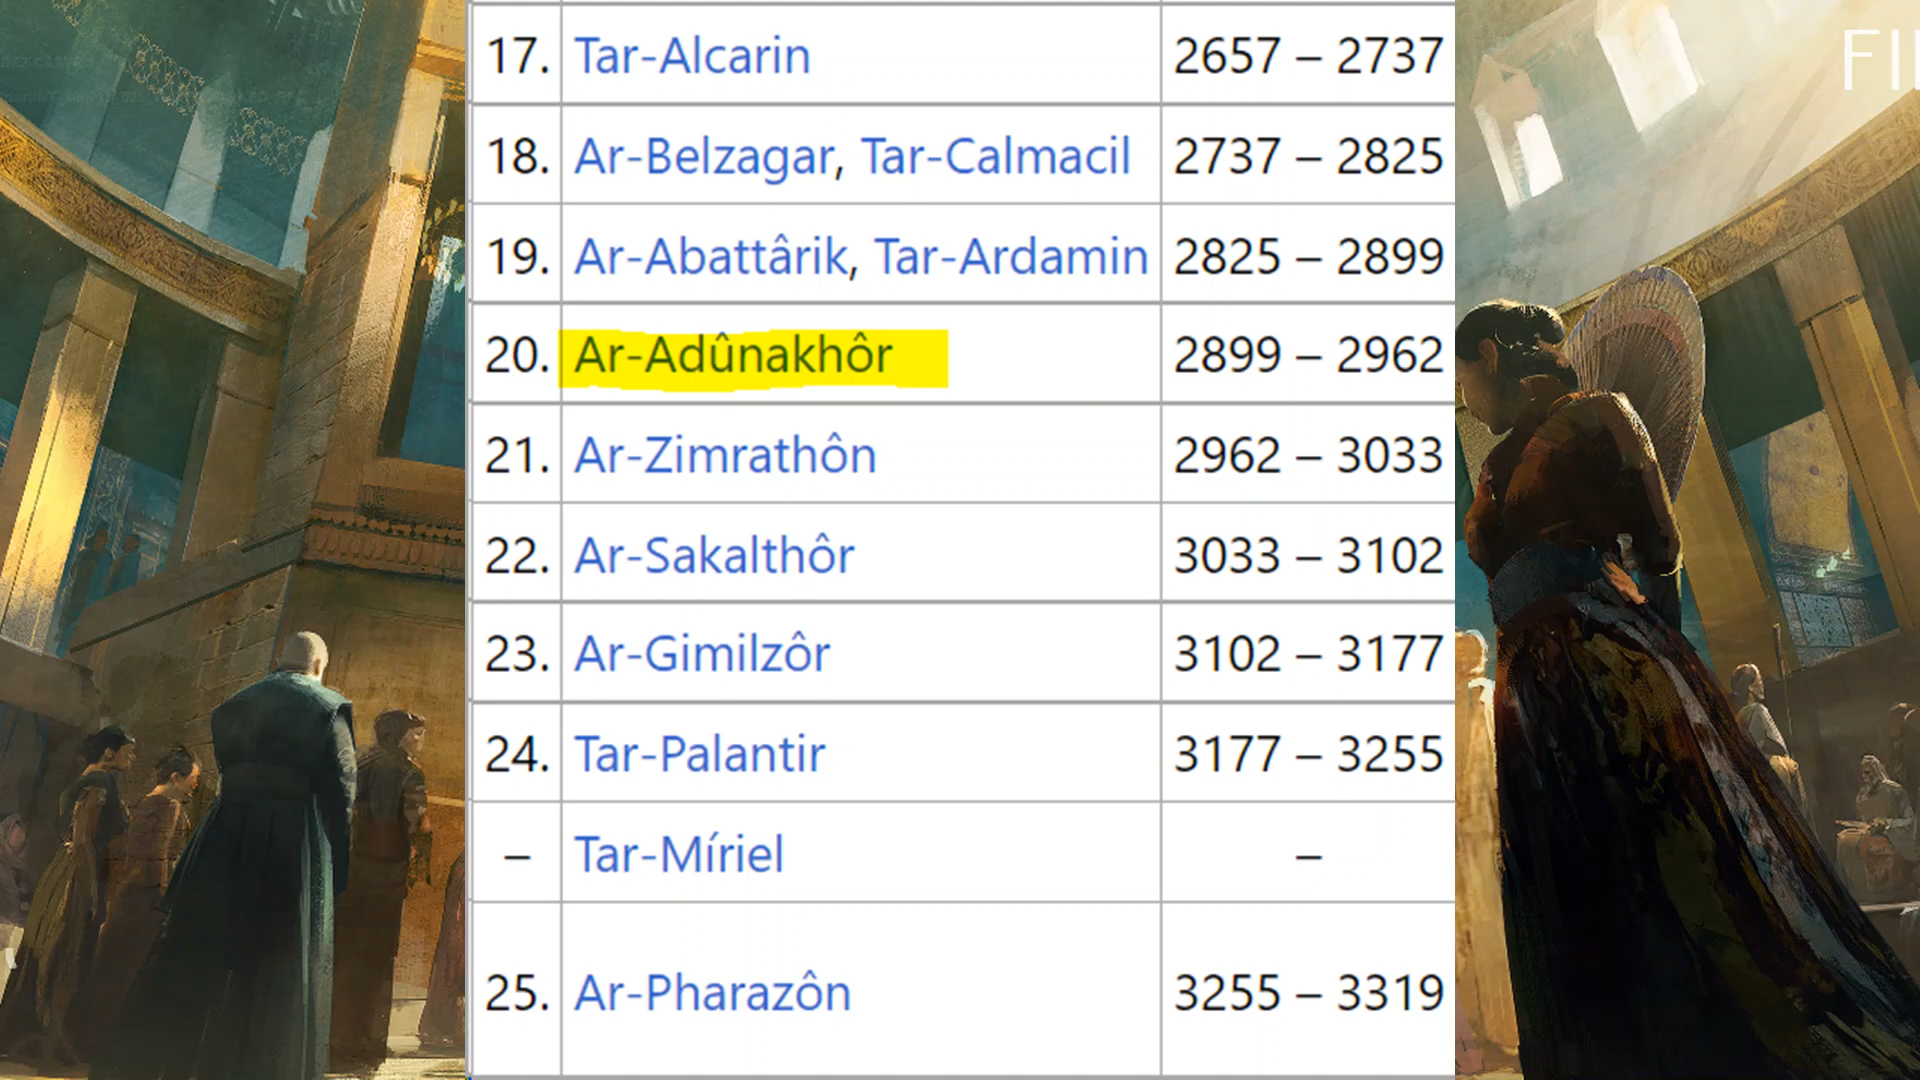 17. Tar-Alcarin 2657 – 2737
18. Ar-Belzagar, Tar-Calmacil 2737 – 2825
19. Ar-Abattârik, Tar-Ardamin 2825 – 2899
20. Ar-Adûnakhôr 2899 – 2962
21. Ar-Zimrathôn 2962 – 3033
22. Ar-Sakalthôr 3033 – 3102
23. Ar-Gimilzôr 3102 – 3177
24. Tar-Palantir 3177 – 3255
– Tar-Míriel –
25. Ar-Pharazôn 3255 – 3319
FI